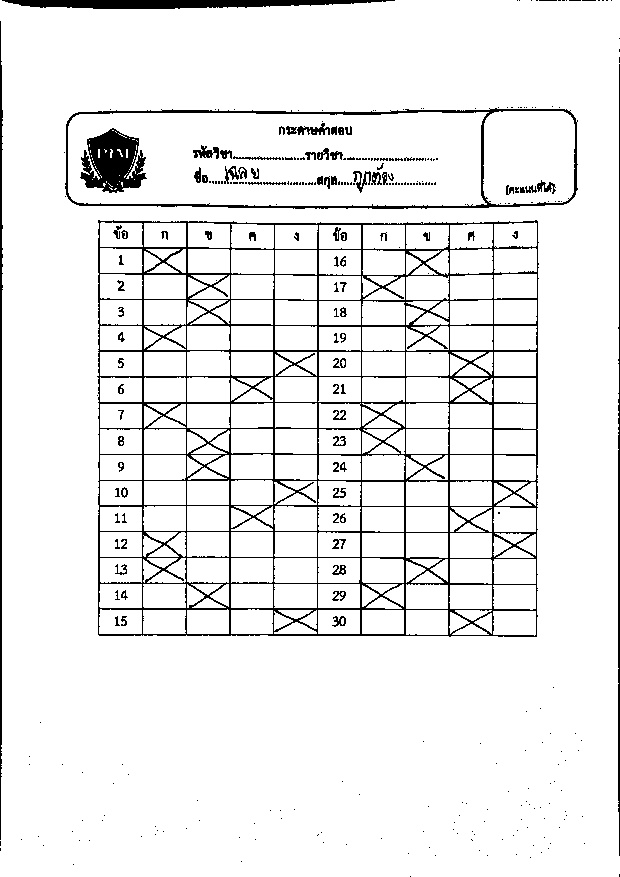 กระดาษคำตอบ
PTM
รหัสวิชา........................รายวิชา................................
ชื่อ....เฉลย....................สกุล....ถูกต้อง................
(คะแนนที่ได้)
ข้อ ก ข ค ง ข้อ ก ข ค ง
1 X 16 X
2 X 17 X
3 X 18 X
4 X 19 X
5 X 20 X
6 X 21 X
7 X 22 X
8 X 23 X
9 X 24 X
10 X 25 X
11 X 26 X
12 X 27 X
13 X 28 X
14 X 29 X
15 X 30 X